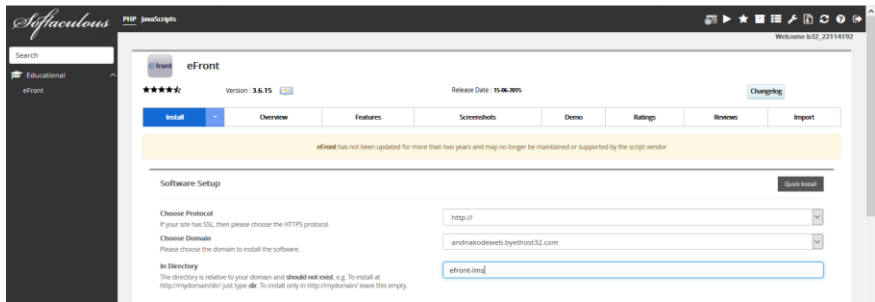 Softaculous
PHP JavaScripts
Welcome b32_22114192
Search
Educational
eFront
front
eFront
Version : 3.6.15
Release Date : 15-06-2015
Changelog
Install
Overview
Features
Screenshots
Demo
Ratings
Reviews
Import
eFront has not been updated for more than two years and may no longer be maintained or supported by the script vendor
Software Setup
Quick Install
Choose Protocol
If your site has SSL, then please choose the HTTPS protocol.
http://
Choose Domain
Please choose the domain to install the software.
andriakodeweb.byethost32.com
In Directory
The directory is relative to your domain and should not exist. e.g. To install at
http://mydomain/dir/ just type dir. To install only in http://mydomain/ leave this empty.
efront-lms